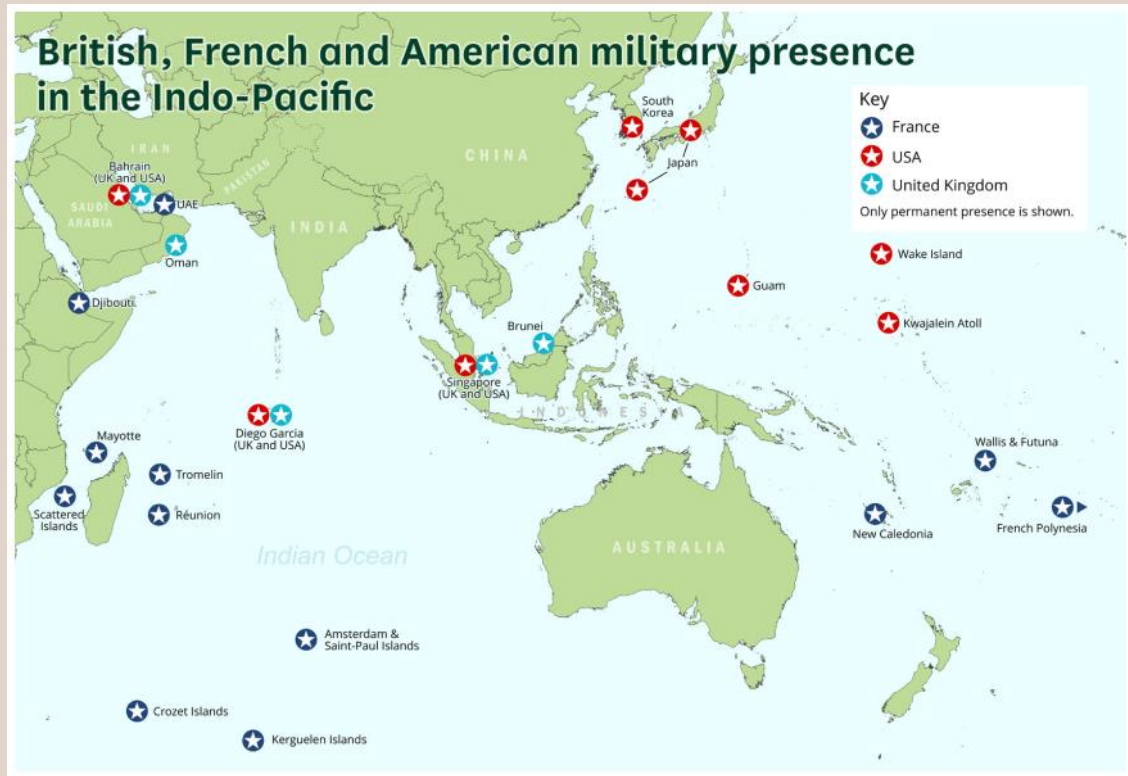 British, French and American military presence
in the Indo-Pacific
Key
France
USA
United Kingdom
Only permanent presence is shown.
South
Korea
Japan
CHINA
IRAN
PAKISTAN
Bahrain
(UK and USA)
UAE
SAUDI
ARABIA
INDIA
Oman
Djibouti
Wake Island
Guam
Kwajalein Atoll
Brunei
Singapore
(UK and USA)
INDONESIA
Diego Garcia
(UK and USA)
Mayotte
Tromelin
Scattered
Islands
Réunion
Wallis & Futuna
French Polynesia
New Caledonia
Indian Ocean
AUSTRALIA
Amsterdam &
Saint-Paul Islands
Crozet Islands
Kerguelen Islands